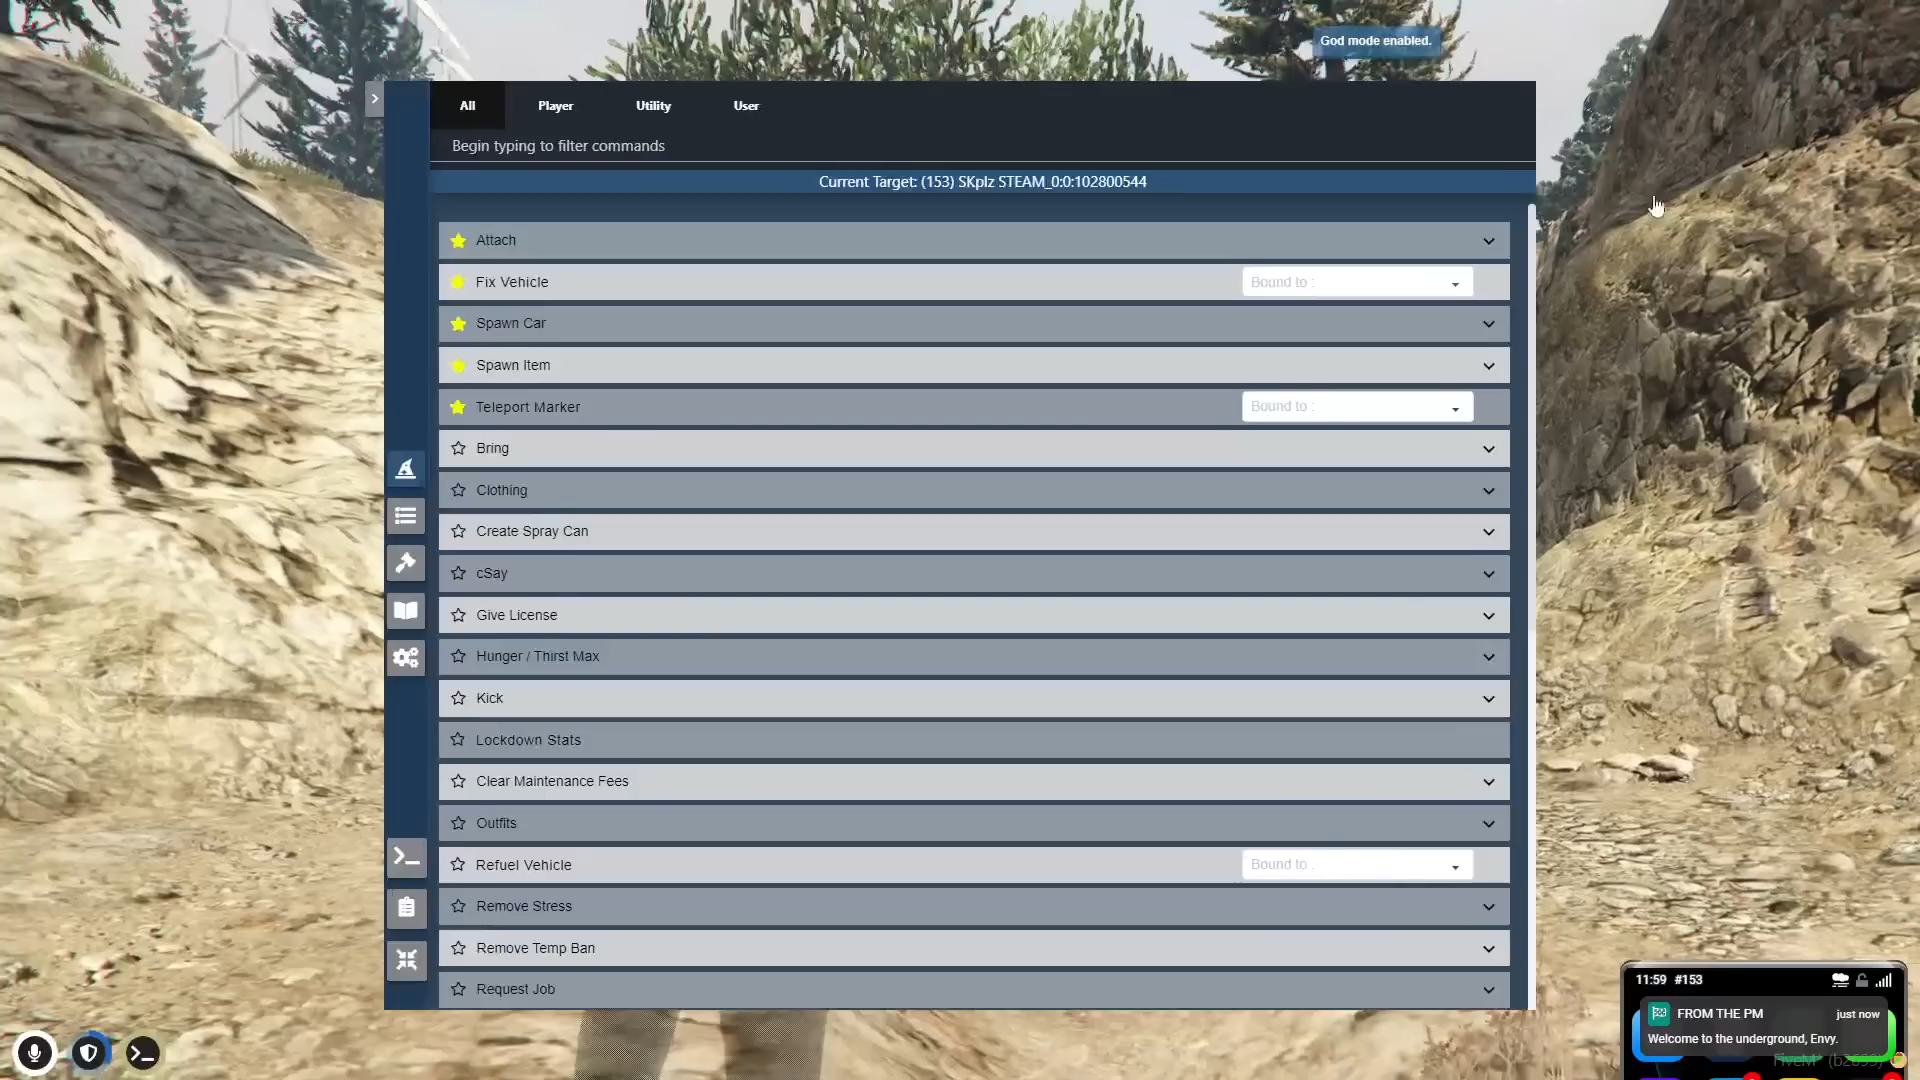 God mode enabled.
All
Player
Utility
User
Begin typing to filter commands
Current Target: (153) SKplz STEAM_0:0:102800544
Attach
Fix Vehicle
Bound to :
Spawn Car
Spawn Item
Teleport Marker
Bound to :
Bring
Clothing
Create Spray Can
cSay
Give License
Hunger / Thirst Max
Kick
Lockdown Stats
Clear Maintenance Fees
Outfits
Refuel Vehicle
Bound to :
Remove Stress
Remove Temp Ban
Request Job
11:59 #153
FROM THE PM
just now
Welcome to the underground, Envy.
FiveM*